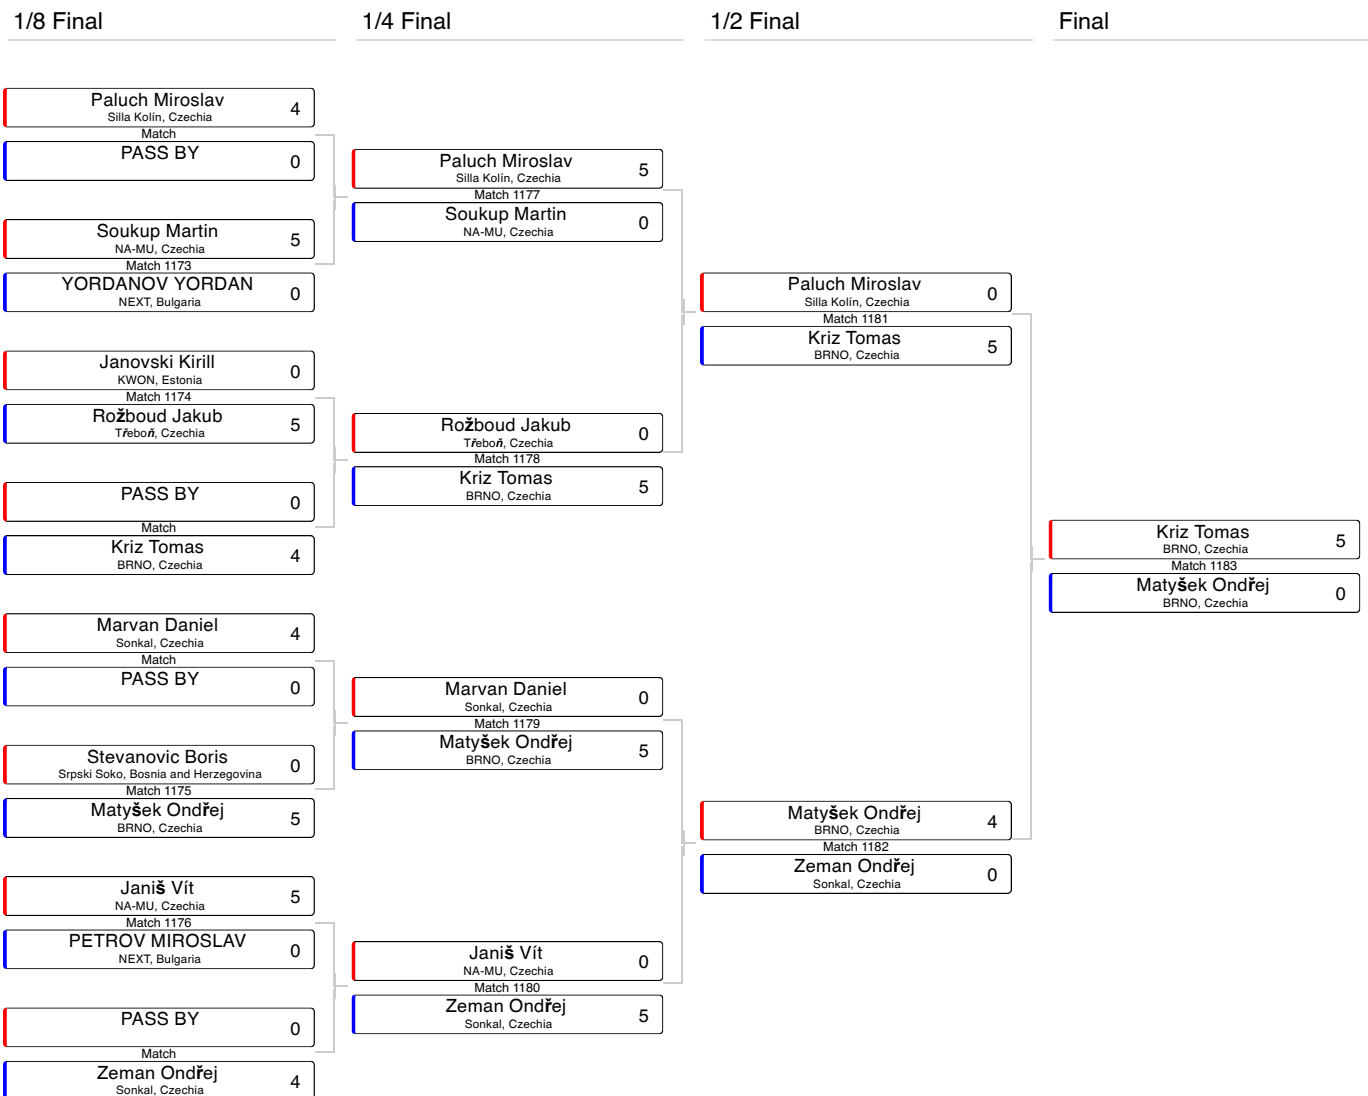 1/8 Final
1/4 Final
1/2 Final
Final
Paluch Miroslav
Silla Kolín, Czechia
4
Match
PASS BY
0
Soukup Martin
NA-MU, Czechia
5
Match 1173
YORDANOV YORDAN
NEXT, Bulgaria
0
Janovski Kirill
KWON, Estonia
0
Match 1174
Rožboud Jakub
Třeboň, Czechia
5
PASS BY
0
Match
Kriz Tomas
BRNO, Czechia
4
Marvan Daniel
Sonkal, Czechia
4
Match
PASS BY
0
Stevanovic Boris
Srpski Soko, Bosnia and Herzegovina
0
Match 1175
Matyšek Ondřej
BRNO, Czechia
5
Janiš Vít
NA-MU, Czechia
5
Match 1176
PETROV MIROSLAV
NEXT, Bulgaria
0
PASS BY
0
Match
Zeman Ondřej
Sonkal, Czechia
4
Paluch Miroslav
Silla Kolín, Czechia
5
Match 1177
Soukup Martin
NA-MU, Czechia
0
Rožboud Jakub
Třeboň, Czechia
0
Match 1178
Kriz Tomas
BRNO, Czechia
5
Marvan Daniel
Sonkal, Czechia
0
Match 1179
Matyšek Ondřej
BRNO, Czechia
5
Janiš Vít
NA-MU, Czechia
0
Match 1180
Zeman Ondřej
Sonkal, Czechia
5
Paluch Miroslav
Silla Kolín, Czechia
0
Match 1181
Kriz Tomas
BRNO, Czechia
5
Matyšek Ondřej
BRNO, Czechia
4
Match 1182
Zeman Ondřej
Sonkal, Czechia
0
Kriz Tomas
BRNO, Czechia
5
Match 1183
Matyšek Ondřej
BRNO, Czechia
0